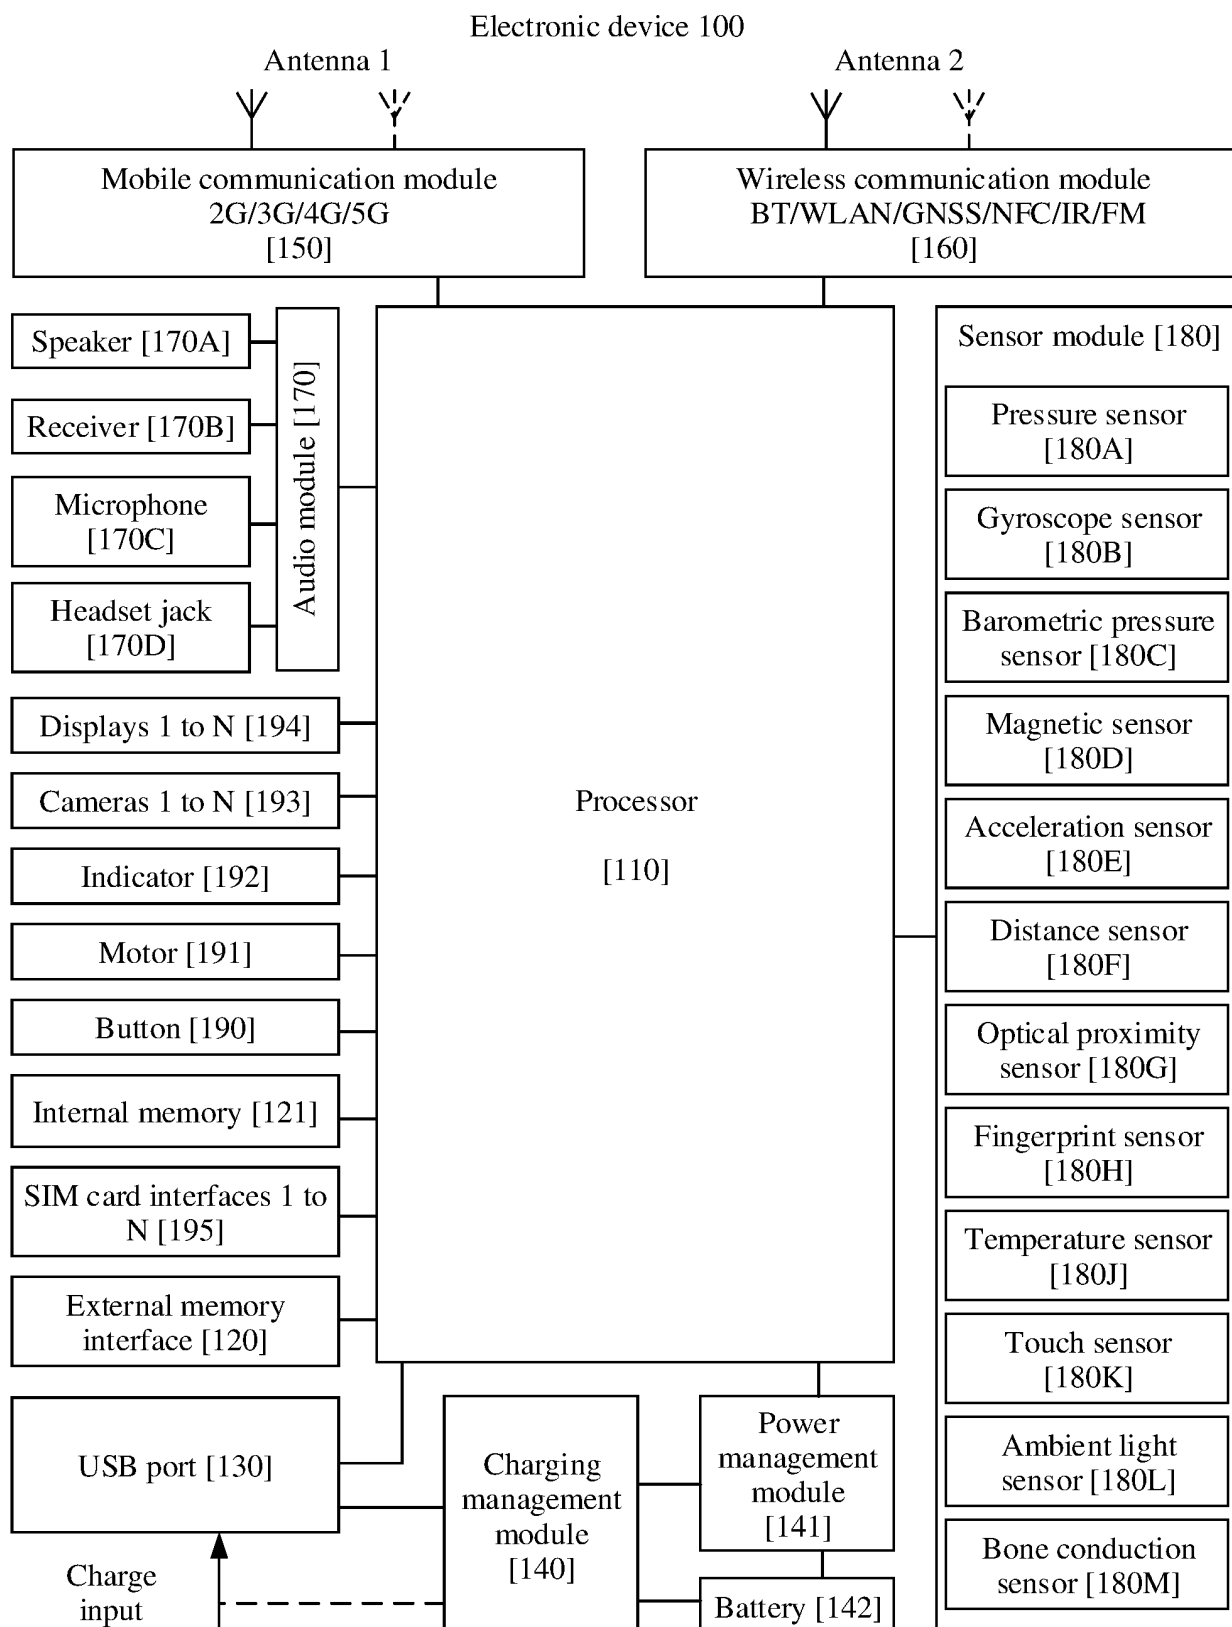 Electronic device 100
Antenna 1
Antenna 2
Mobile communication module
2G/3G/4G/5G
[150]
Wireless communication module
BT/WLAN/GNSS/NFC/IR/FM
[160]
Speaker [170A]
Receiver [170B]
Microphone
[170C]
Headset jack
[170D]
Audio module [170]
Displays 1 to N [194]
Cameras 1 to N [193]
Indicator [192]
Motor [191]
Button [190]
Internal memory [121]
SIM card interfaces 1 to
N [195]
External memory
interface [120]
USB port [130]
Charge
input
Processor
[110]
Charging
management
module
[140]
Power
management
module
[141]
Battery [142]
Sensor module [180]
Pressure sensor
[180A]
Gyroscope sensor
[180B]
Barometric pressure
sensor [180C]
Magnetic sensor
[180D]
Acceleration sensor
[180E]
Distance sensor
[180F]
Optical proximity
sensor [180G]
Fingerprint sensor
[180H]
Temperature sensor
[180J]
Touch sensor
[180K]
Ambient light
sensor [180L]
Bone conduction
sensor [180M]